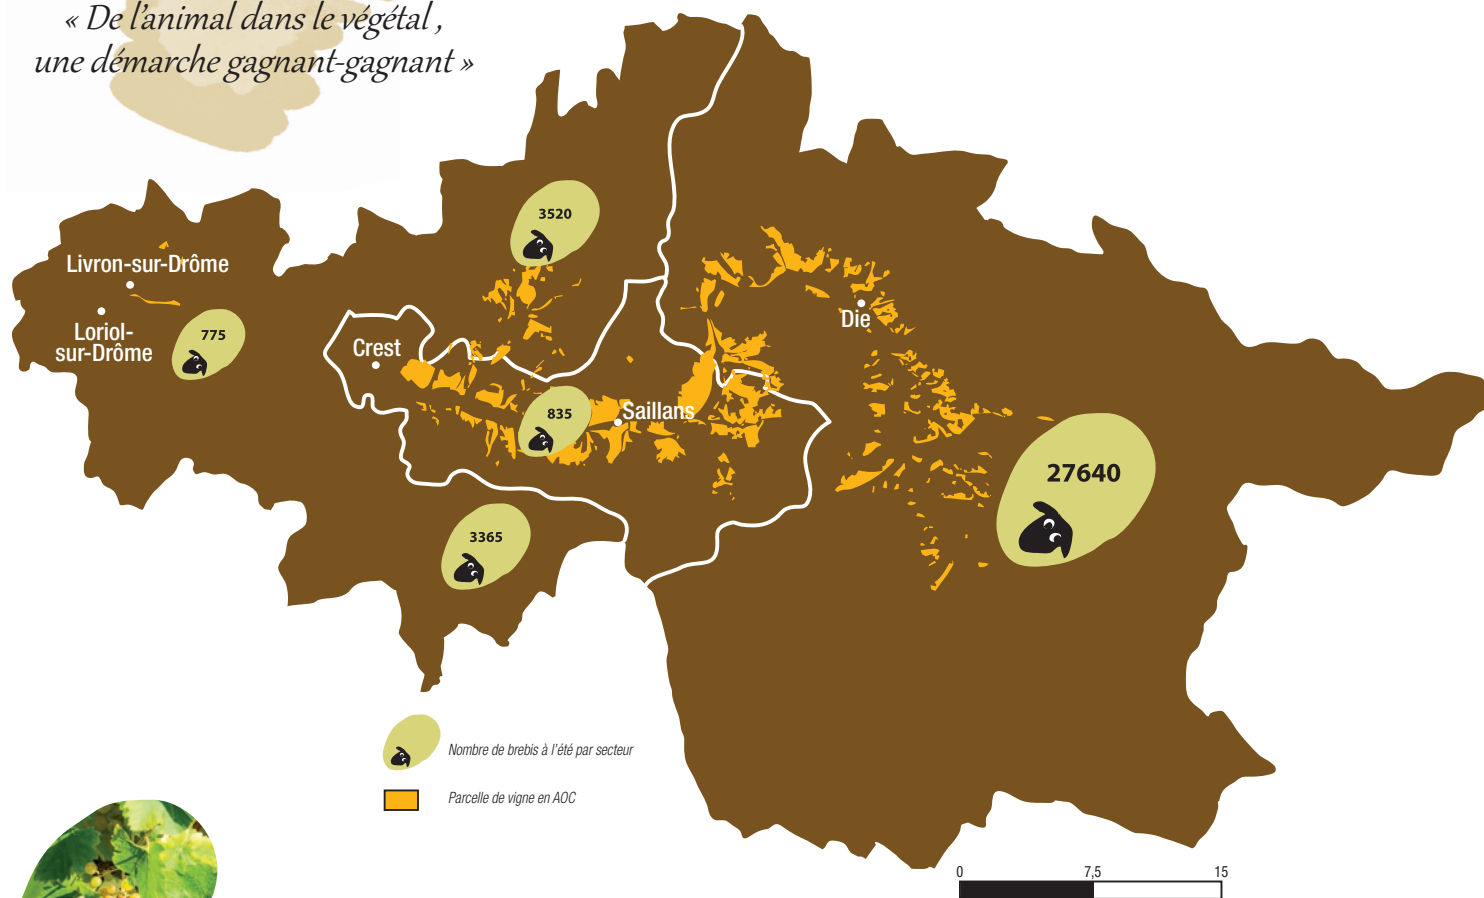 « De l'animal dans le végétal ,
une démarche gagnant-gagnant »
3520
Livron-sur-Drôme
Loriol-
sur-Drôme
775
Crest
Die
835
Saillans
27640
3365
Nombre de brebis à l'été par secteur
Parcelle de vigne en AOC
0
7,5
15